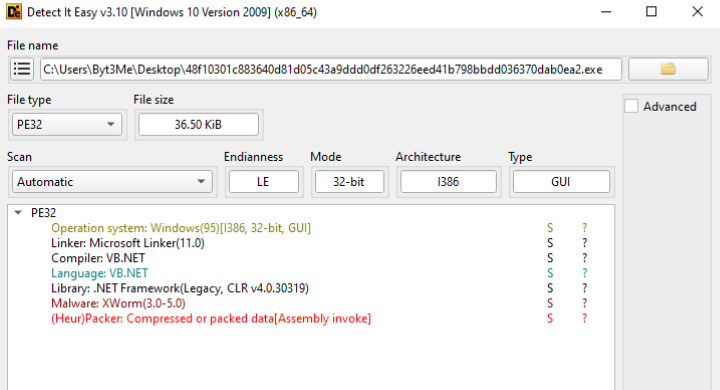 Detect It Easy v3.10 [Windows 10 Version 2009] (x86_64)
File name
C:\Users\Byt3Me\Desktop\48f10301c883640d81d05c43a9ddd0df263226eed41b798bbdd036370dab0ea2.exe
File type File size
PE32 36.50 KiB Advanced
Scan Endianness Mode Architecture Type
Automatic LE 32-bit I386 GUI
PE32
Operation system: Windows(95)[I386, 32-bit, GUI] S ?
Linker: Microsoft Linker(11.0) S ?
Compiler: VB.NET S ?
Language: VB.NET S ?
Library: .NET Framework(Legacy, CLR v4.0.30319) S ?
Malware: XWorm(3.0-5.0) S ?
(Heur)Packer: Compressed or packed data[Assembly invoke] S ?